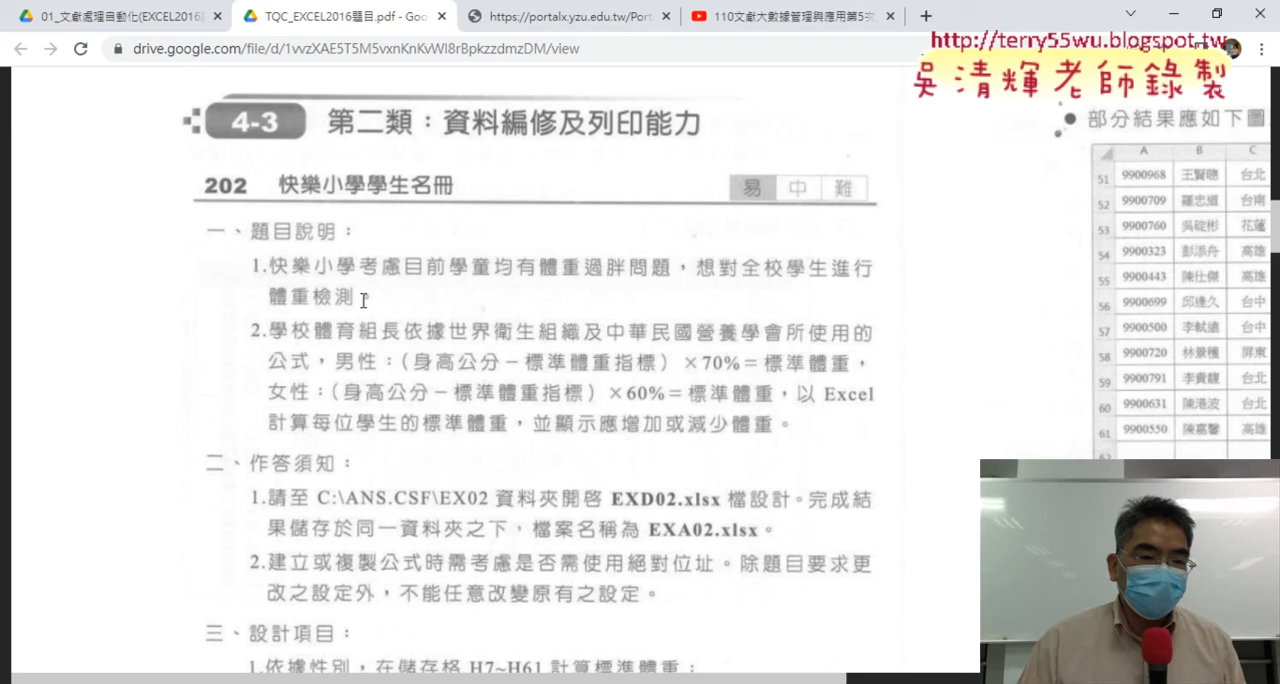 01_文獻處理自動化(EXCEL2016
TQC_EXCEL2016題目.pdf - Goo
https://portalx.yzu.edu.tw/Port
110文獻大數據管理與應用第5次
drive.google.com/file/d/1vvzXAE5T5M5vxnKnKvWl8rBpkzzdmzDM/view
http://terry55wu.blogspot.tw
吳清輝老師錄製
4-3 第二類：資料編修及列印能力
202 快樂小學學生名冊
易 中 難
一、題目說明：
1.快樂小學考慮目前學童均有體重過胖問題，想對全校學生進行
體重檢測。
2.學校體育組長依據世界衛生組織及中華民國營養學會所使用的
公式，男性：（身高公分－標準體重指標）×70%＝標準體重，
女性：（身高公分－標準體重指標）×60%＝標準體重，以 Excel
計算每位學生的標準體重，並顯示應增加或減少體重。
二、作答須知：
1.請至 C:\ANS.CSF\EX02 資料夾開啓 EXD02.xlsx 檔設計。完成結
果儲存於同一資料夾之下，檔案名稱為 EXA02.xlsx。
2.建立或複製公式時需考慮是否需使用絕對位址。除題目要求更
改之設定外，不能任意改變原有之設定。
三、設計項目：
1.依據性別，在儲存格 H7~H61 計算標準體重：
部分結果應如下圖
A B C
51 9900968 王賢聰 台北
52 9900709 羅忠道 台南
53 9900760 吳碇彬 花蓮
54 9900323 彭添舟 高雄
55 9900443 陳仕傑 高雄
56 9900699 邱逢久 台中
57 9900500 李軾遠 台中
58 9900720 林景穫 屏東
59 9900791 李貴馥 台北
60 9900631 陳港波 台北
61 9900550 陳嘉馨 高雄
62